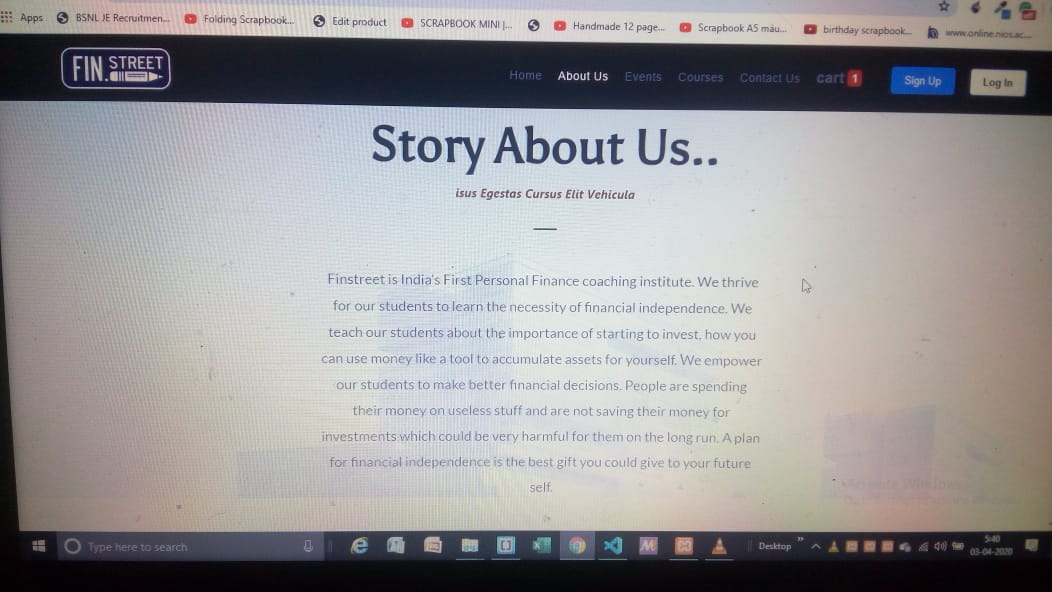 Apps BSNL JE Recruitmen... Folding Scrapbook... Edit product SCRAPBOOK MINI |... Handmade 12 page... Scrapbook A5 màu... birthday scrapbook... www.online.nios.ac...
FIN.STREET
Home About Us Events Courses Contact Us cart 1 Sign Up Log In
Story About Us..
isus Egestas Cursus Elit Vehicula
Finstreet is India's First Personal Finance coaching institute. We thrive
for our students to learn the necessity of financial independence. We
teach our students about the importance of starting to invest, how you
can use money like a tool to accumulate assets for yourself. We empower
our students to make better financial decisions. People are spending
their money on useless stuff and are not saving their money for
investments which could be very harmful for them on the long run. A plan
for financial independence is the best gift you could give to your future
self.
Activate Windows
Type here to search Desktop 5:40
03-04-2020